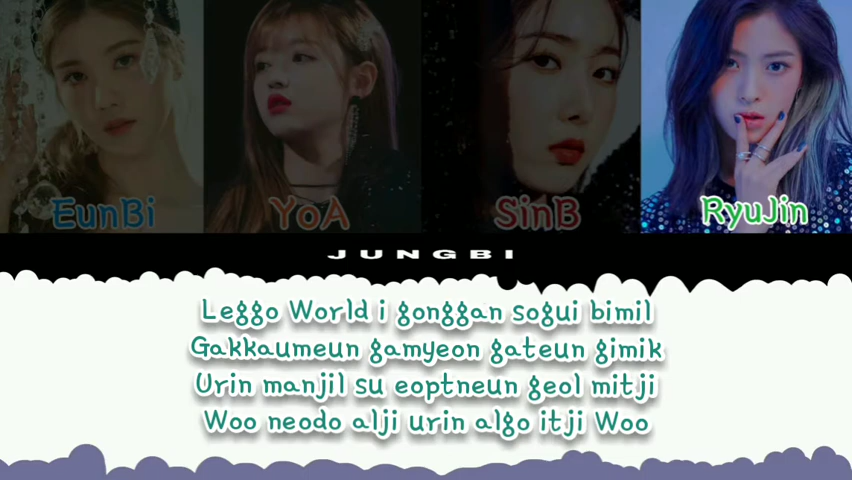 EunBi
YoA
SinB
RyuJin
JUNGBI
Leggo World i gonggan sogui bimil
Gakkaumeun gamyeon gateun gimik
Urin manjil su eoptneun geol mitji
Woo neodo alji urin algo itji Woo